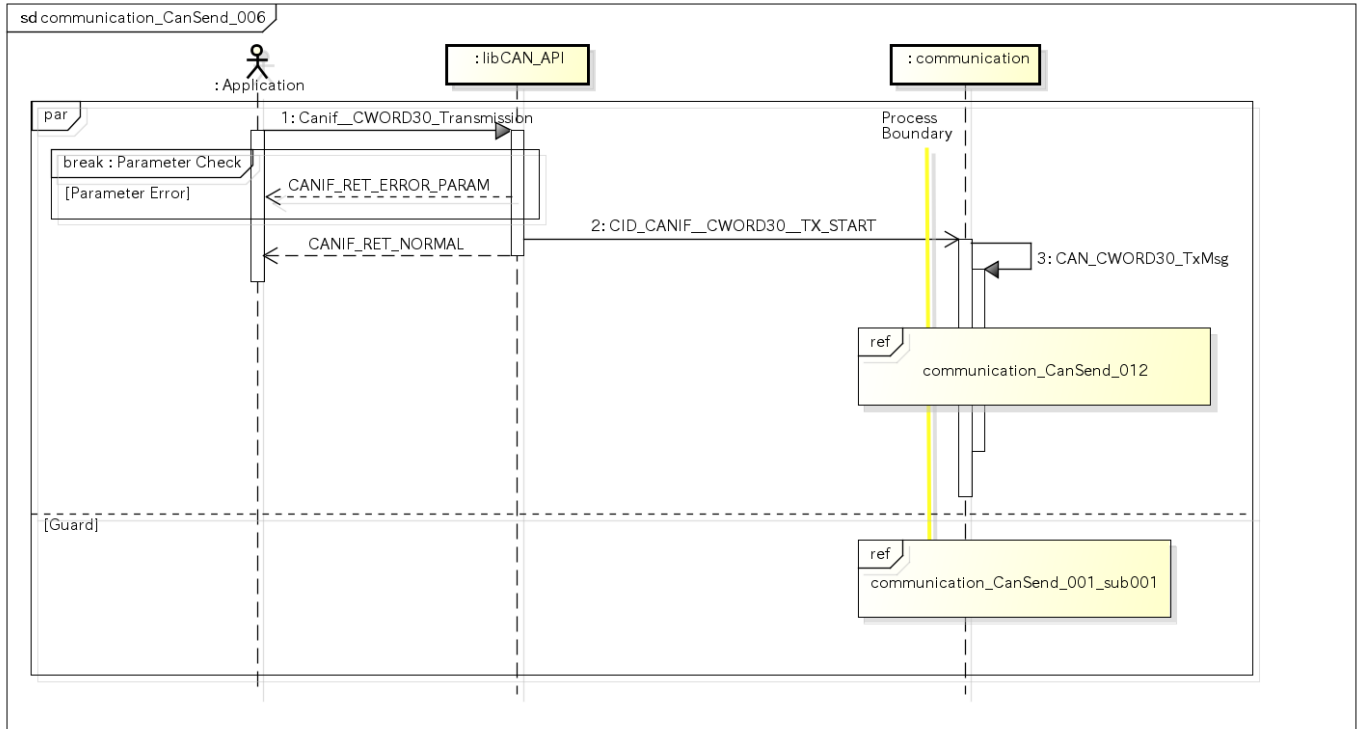 sd communication_CanSend_006
: Application
: libCAN_API
: communication
par
1: Canif__CWORD30_Transmission
Process
Boundary
break : Parameter Check
[Parameter Error]
CANIF_RET_ERROR_PARAM
2: CID_CANIF__CWORD30__TX_START
CANIF_RET_NORMAL
3: CAN_CWORD30_TxMsg
ref
communication_CanSend_012
[Guard]
ref
communication_CanSend_001_sub001